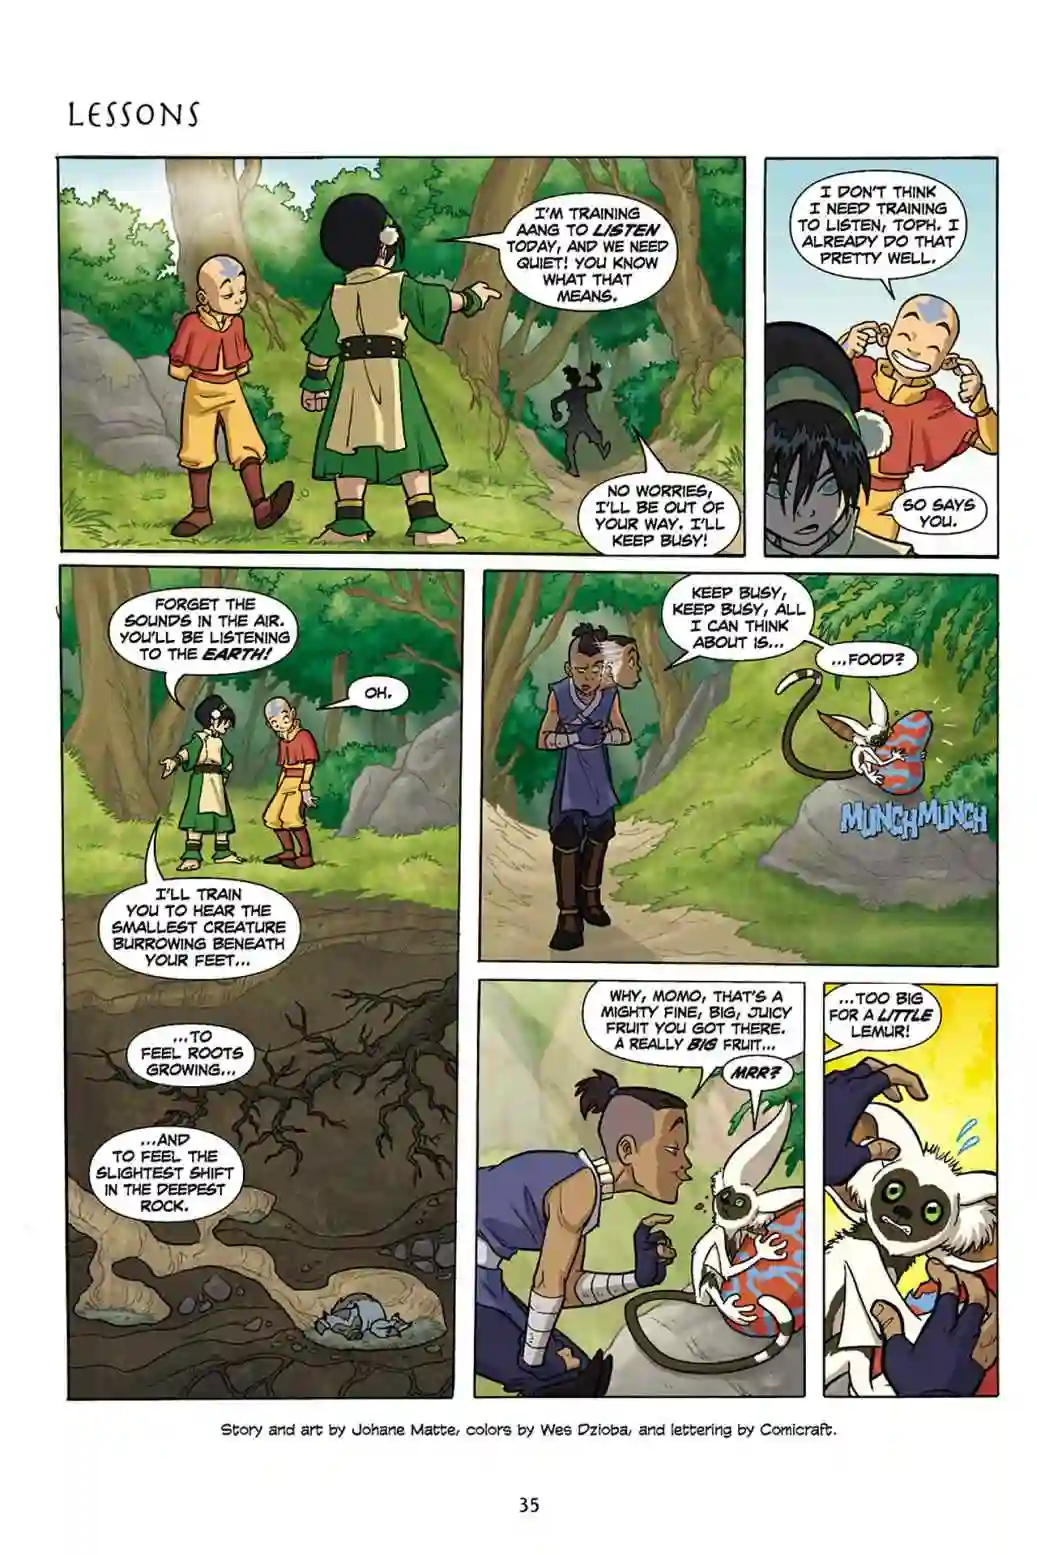 LESSONS
I'M TRAINING
AANG TO LISTEN
TODAY, AND WE NEED
QUIET! YOU KNOW
WHAT THAT
MEANS.
NO WORRIES,
I'LL BE OUT OF
YOUR WAY. I'LL
KEEP BUSY!
I DON'T THINK
I NEED TRAINING
TO LISTEN, TOPH. I
ALREADY DO THAT
PRETTY WELL.
SO SAYS
YOU.
FORGET THE
SOUNDS IN THE AIR.
YOU'LL BE LISTENING
TO THE EARTH!
OH.
I'LL TRAIN
YOU TO HEAR THE
SMALLEST CREATURE
BURROWING BENEATH
YOUR FEET...
...TO
FEEL ROOTS
GROWING...
...AND
TO FEEL THE
SLIGHTEST SHIFT
IN THE DEEPEST
ROCK.
KEEP BUSY,
KEEP BUSY, ALL
I CAN THINK
ABOUT IS...
...FOOD?
MUNCH MUNCH
WHY, MOMO, THAT'S A
MIGHTY FINE, BIG, JUICY
FRUIT YOU GOT THERE.
A REALLY BIG FRUIT...
MRR?
...TOO BIG
FOR A LITTLE
LEMUR!
Story and art by Johane Matte, colors by Wes Dzioba, and lettering by Comicraft.
35